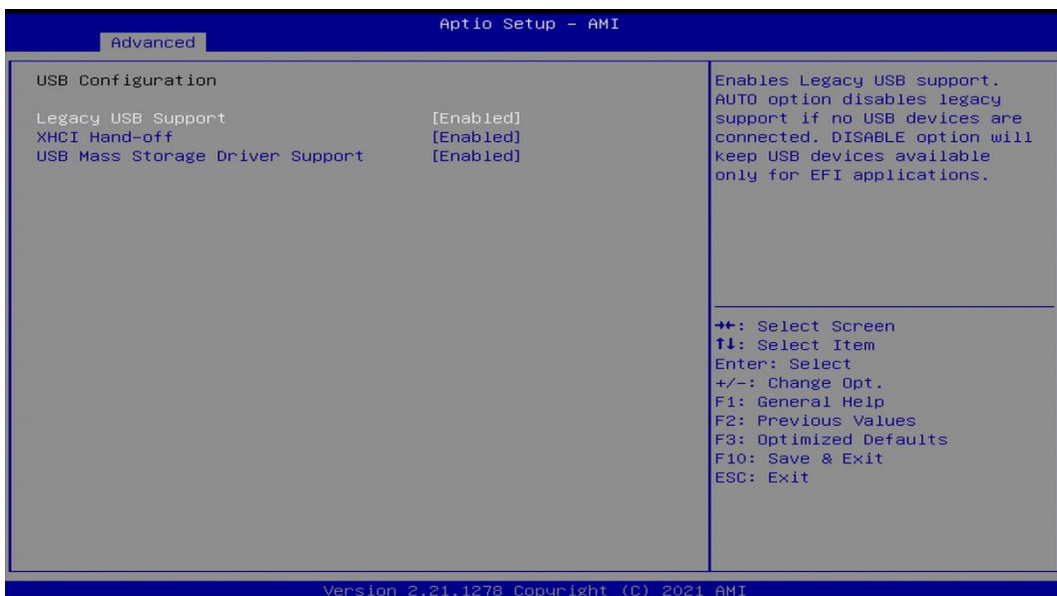 Aptio Setup – AMI
Advanced
USB Configuration
Legacy USB Support [Enabled]
XHCI Hand-off [Enabled]
USB Mass Storage Driver Support [Enabled]
Enables Legacy USB support.
AUTO option disables legacy
support if no USB devices are
connected. DISABLE option will
keep USB devices available
only for EFI applications.
→←: Select Screen
↑↓: Select Item
Enter: Select
+/-: Change Opt.
F1: General Help
F2: Previous Values
F3: Optimized Defaults
F10: Save & Exit
ESC: Exit
Version 2.21.1278 Copyright (C) 2021 AMI